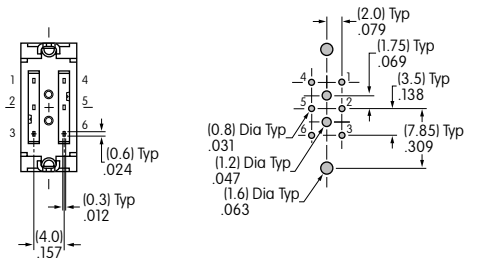 1 4
2 5
3 6
(0.6) Typ
.024
(0.3) Typ
.012
(4.0)
.157
(2.0) Typ
.079
(1.75) Typ
.069
(3.5) Typ
.138
(7.85) Typ
.309
4 1
5 2
6 3
(0.8) Dia Typ
.031
(1.2) Dia Typ
.047
(1.6) Dia Typ
.063